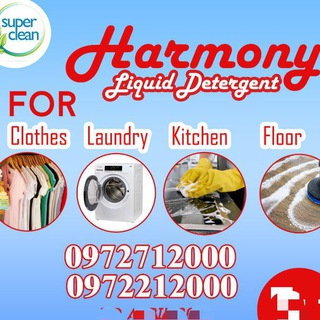 super
clean
Harmony
Liquid Detergent
FOR
Clothes Laundry Kitchen Floor
0972712000
0972212000